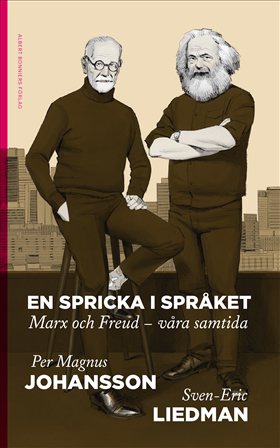 ALBERT BONNIERS FÖRLAG
EN SPRICKA I SPRÅKET
Marx och Freud – våra samtida
Per Magnus
JOHANSSON
Sven-Eric
LIEDMAN